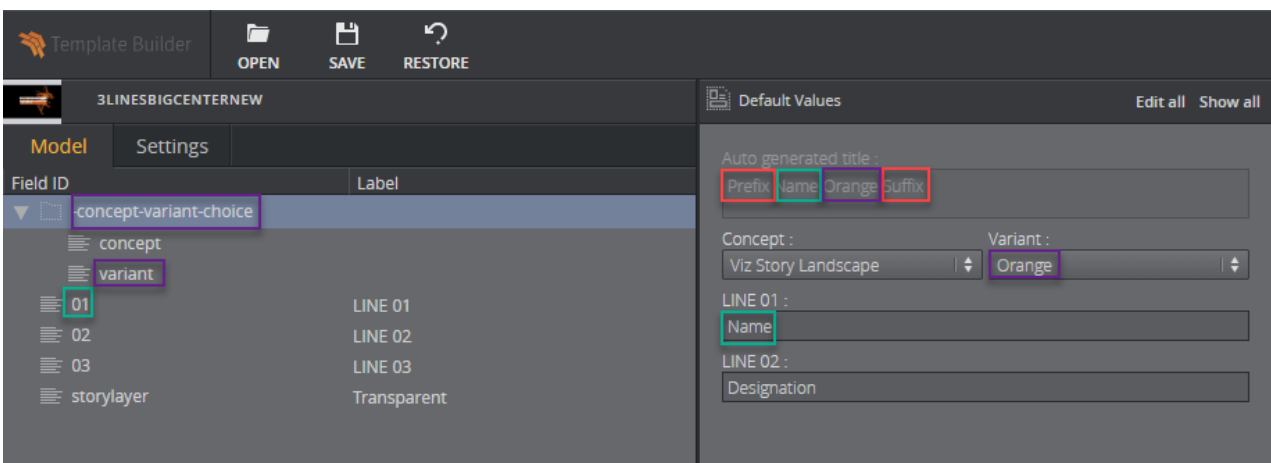 Template Builder
OPEN SAVE RESTORE
3LINESBIGCENTERNEW
Model Settings
Field ID Label
-concept-variant-choice
concept
variant
01 LINE 01
02 LINE 02
03 LINE 03
storylayer Transparent
Default Values Edit all Show all
Auto generated title :
Prefix Name Orange Suffix
Concept : Variant :
Viz Story Landscape Orange
LINE 01 :
Name
LINE 02 :
Designation